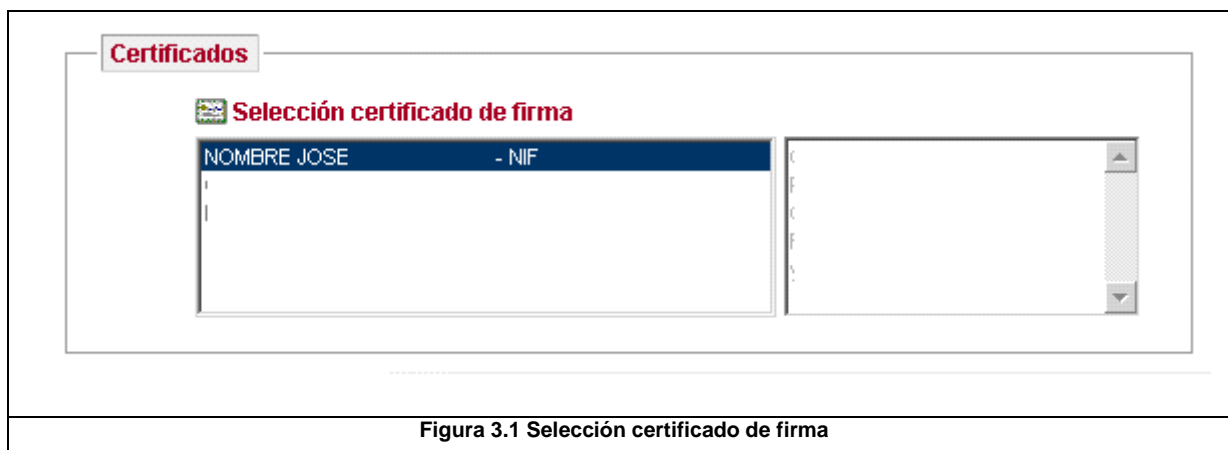 Certificados
Selección certificado de firma
NOMBRE JOSE - NIF
Figura 3.1 Selección certificado de firma